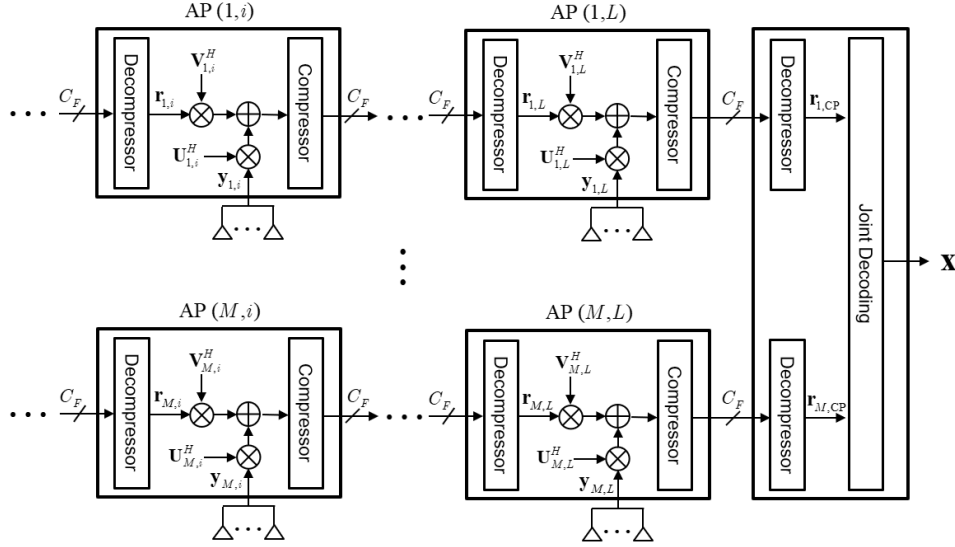 AP (1, i)
AP (1, L)
C_F
Decompressor
r_{1,i}
V^H_{1,i}
U^H_{1,i}
y_{1,i}
Compressor
C_F
C_F
Decompressor
r_{1,L}
V^H_{1,L}
U^H_{1,L}
y_{1,L}
Compressor
C_F
Decompressor
r_{1,CP}
Joint Decoding
x
AP (M, i)
AP (M, L)
C_F
Decompressor
r_{M,i}
V^H_{M,i}
U^H_{M,i}
y_{M,i}
Compressor
C_F
C_F
Decompressor
r_{M,L}
V^H_{M,L}
U^H_{M,L}
y_{M,L}
Compressor
C_F
Decompressor
r_{M,CP}